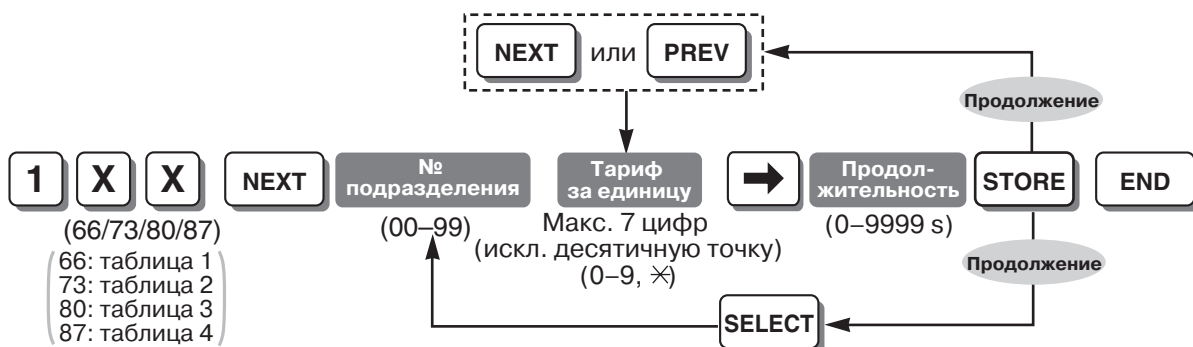 NEXT или PREV
Продолжение
1 X X NEXT № подразделения Тариф за единицу ➡ Продол-жительность STORE END
(66/73/80/87)
(00–99)
Макс. 7 цифр
(искл. десятичную точку)
(0–9, ✳)
(0–9999 s)
66: таблица 1
73: таблица 2
80: таблица 3
87: таблица 4
Продолжение
SELECT